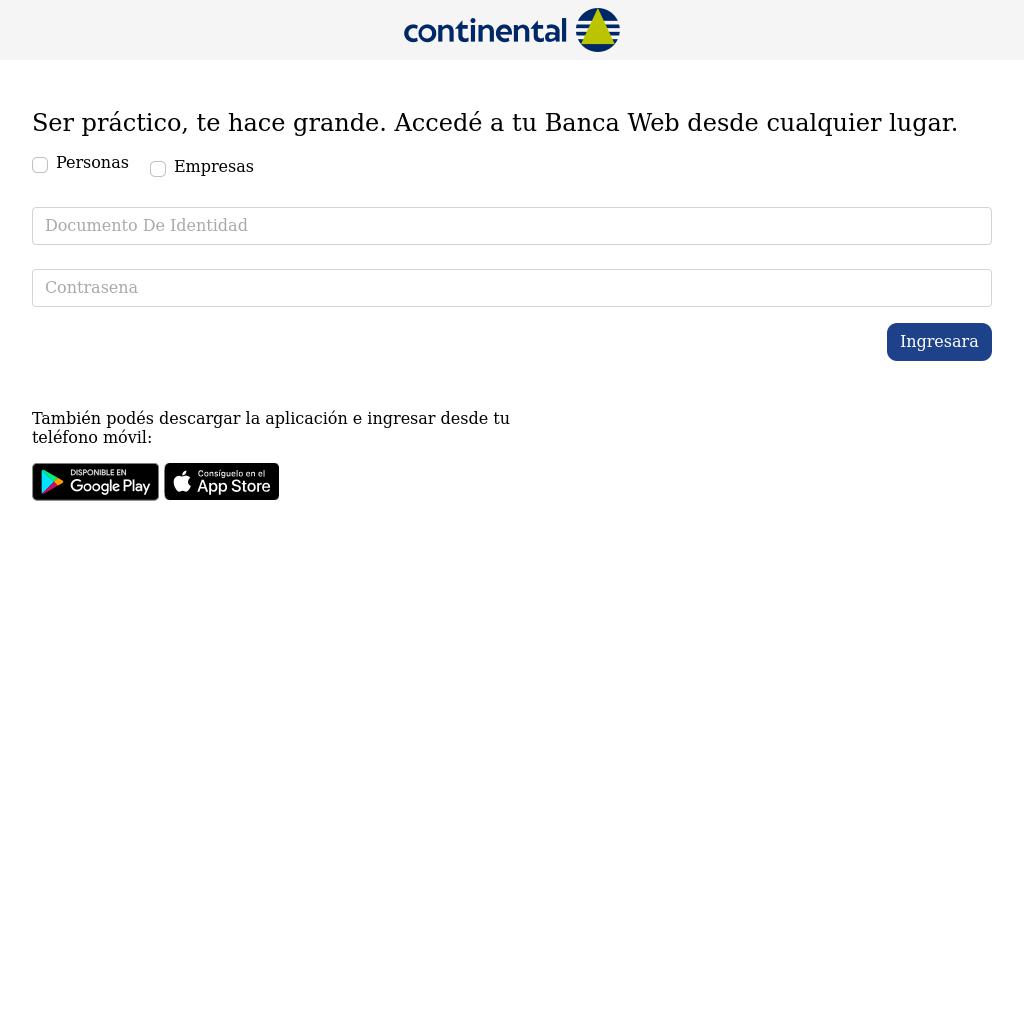 continental
Ser práctico, te hace grande. Accedé a tu Banca Web desde cualquier lugar.
Personas
Empresas
Documento De Identidad
Contrasena
Ingresara
También podés descargar la aplicación e ingresar desde tu
teléfono móvil:
DISPONIBLE EN
Google Play
Consíguelo en el
App Store